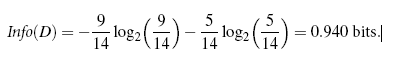 Info(D) = −9/14 log₂(9/14) − 5/14 log₂(5/14) = 0.940 bits.